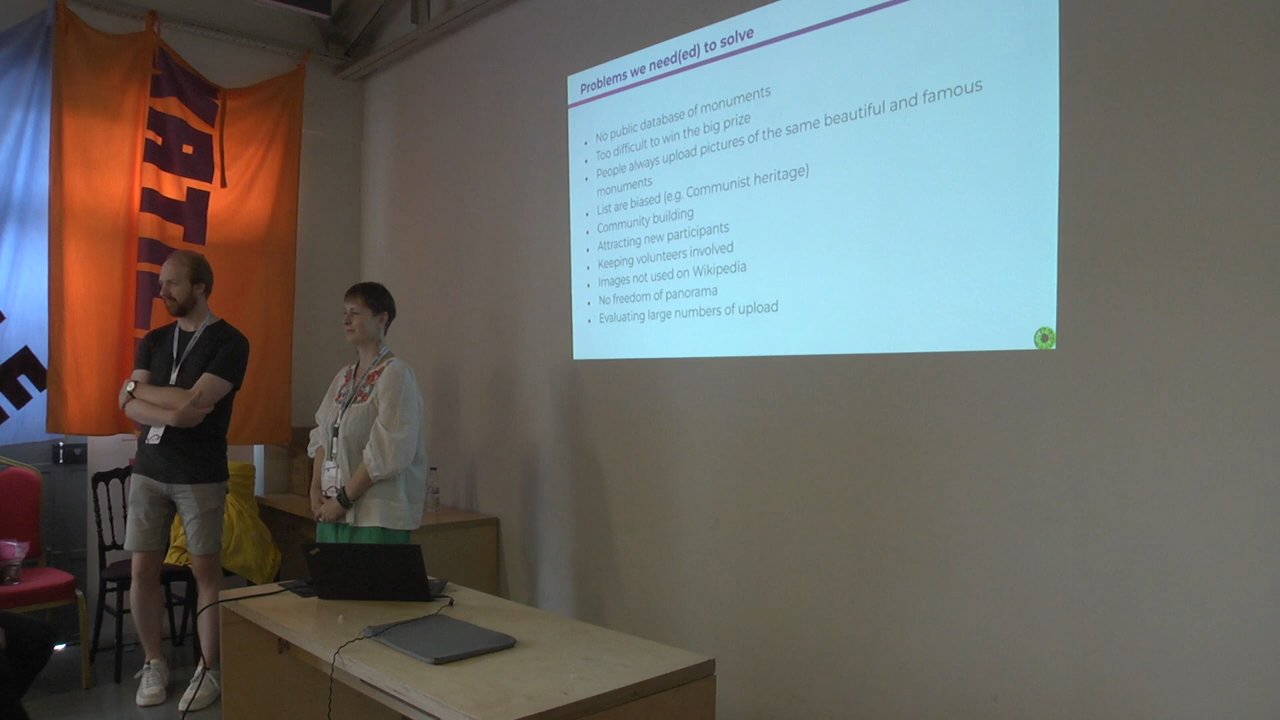 Problems we need(ed) to solve
• No public database of monuments
• Too difficult to win the big prize
• People always upload pictures of the same beautiful and famous
monuments
• List are biased (e.g. Communist heritage)
• Community building
• Attracting new participants
• Keeping volunteers involved
• Images not used on Wikipedia
• No freedom of panorama
• Evaluating large numbers of upload